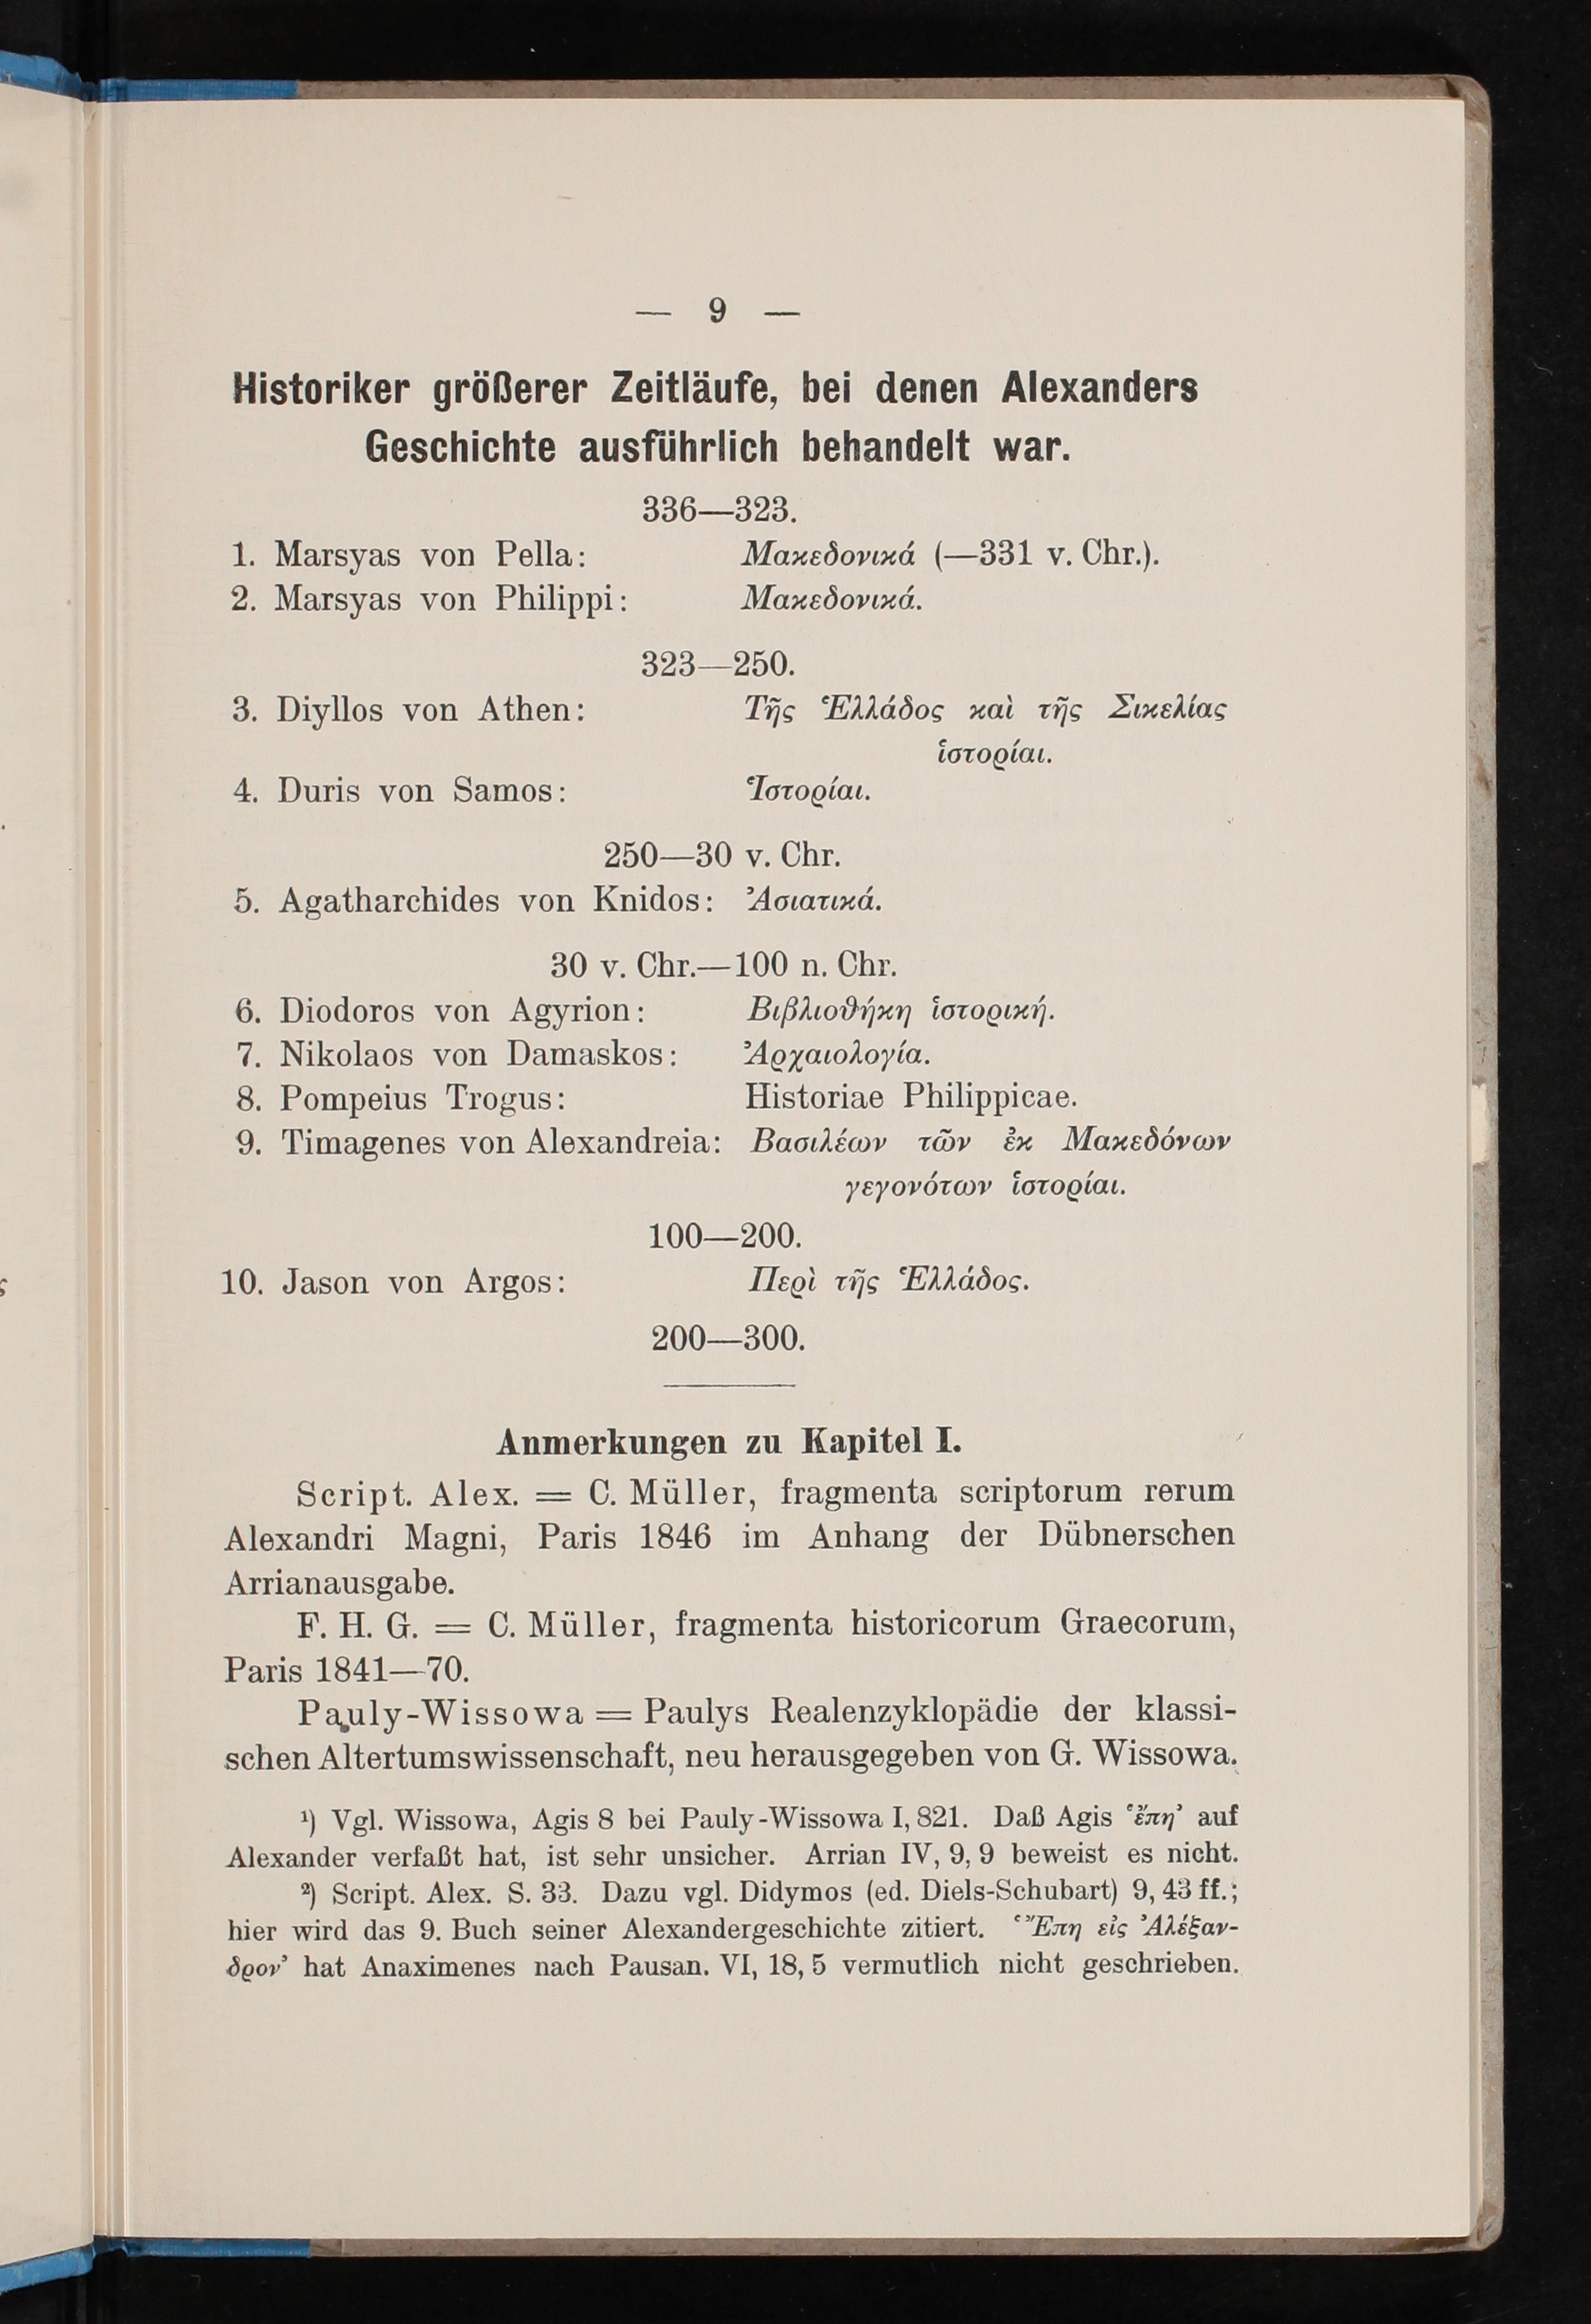 — 9 —
Historiker größerer Zeitläufe, bei denen Alexanders
Geschichte ausführlich behandelt war.
336—323.
1. Marsyas von Pella: Μακεδονικά (—331 v. Chr.).
2. Marsyas von Philippi: Μακεδονικά.
323—250.
3. Diyllos von Athen: Τῆς Ἑλλάδος καὶ τῆς Σικελίας
ἱστορίαι.
4. Duris von Samos: Ἱστορίαι.
250—30 v. Chr.
5. Agatharchides von Knidos: Ἀσιατικά.
30 v. Chr.—100 n. Chr.
6. Diodoros von Agyrion: Βιβλιοθήκη ἱστορική.
7. Nikolaos von Damaskos: Ἀρχαιολογία.
8. Pompeius Trogus: Historiae Philippicae.
9. Timagenes von Alexandreia: Βασιλέων τῶν ἐκ Μακεδόνων
γεγονότων ἱστορίαι.
100—200.
10. Jason von Argos: Περὶ τῆς Ἑλλάδος.
200—300.
Anmerkungen zu Kapitel I.
Script. Alex. = C. Müller, fragmenta scriptorum rerum
Alexandri Magni, Paris 1846 im Anhang der Dübnerschen
Arrianausgabe.
F. H. G. = C. Müller, fragmenta historicorum Graecorum,
Paris 1841—70.
Pauly-Wissowa = Paulys Realenzyklopädie der klassi-
schen Altertumswissenschaft, neu herausgegeben von G. Wissowa.
¹) Vgl. Wissowa, Agis 8 bei Pauly-Wissowa I, 821. Daß Agis ‘ἔπη’ auf
Alexander verfaßt hat, ist sehr unsicher. Arrian IV, 9, 9 beweist es nicht.
²) Script. Alex. S. 33. Dazu vgl. Didymos (ed. Diels-Schubart) 9, 43 ff.;
hier wird das 9. Buch seiner Alexandergeschichte zitiert. ‘Ἔπη εἰς Ἀλέξαν-
δρον’ hat Anaximenes nach Pausan. VI, 18, 5 vermutlich nicht geschrieben.